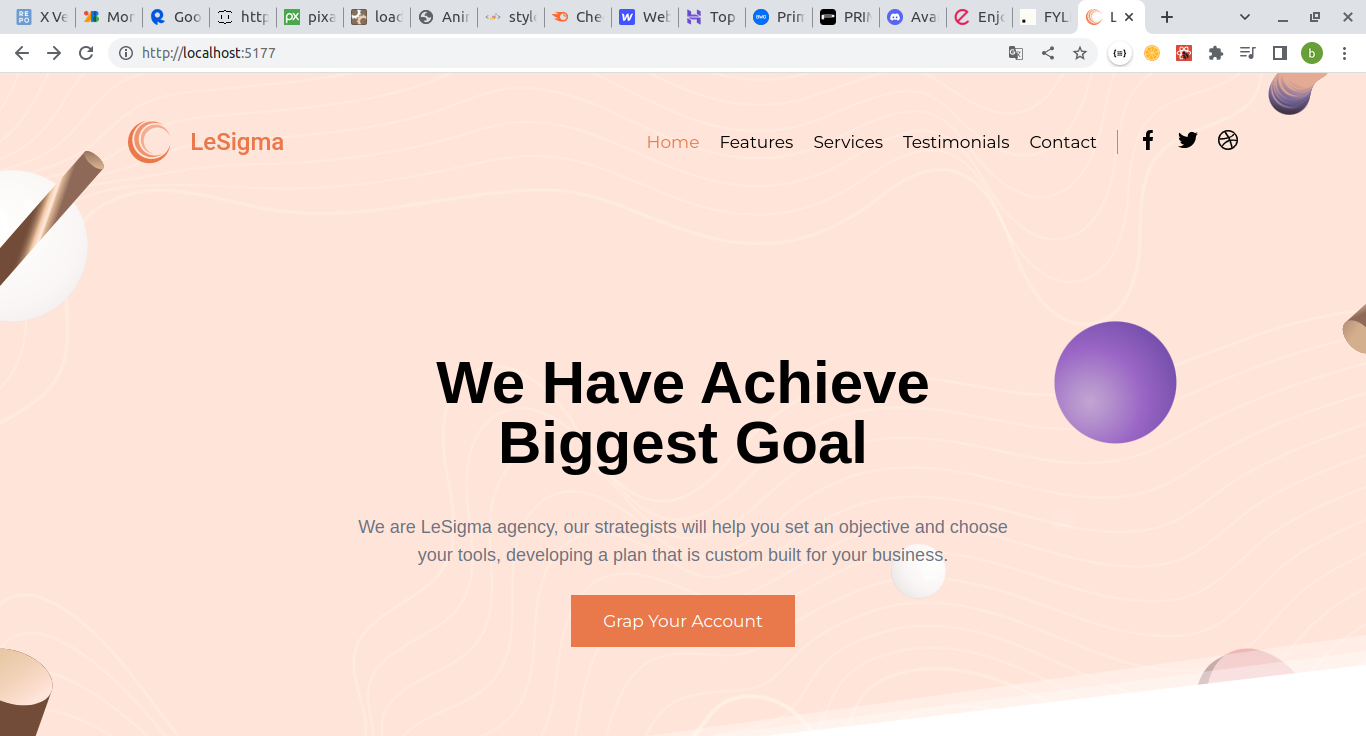 RE
PO
X Ve
Mor
Goo
http
pixa
load
Anir
style
Che
Web
Top
Prin
PRIN
Ava
Enjo
FYL
L
http://localhost:5177
b
LeSigma
Home Features Services Testimonials Contact
We Have Achieve
Biggest Goal
We are LeSigma agency, our strategists will help you set an objective and choose
your tools, developing a plan that is custom built for your business.
Grap Your Account